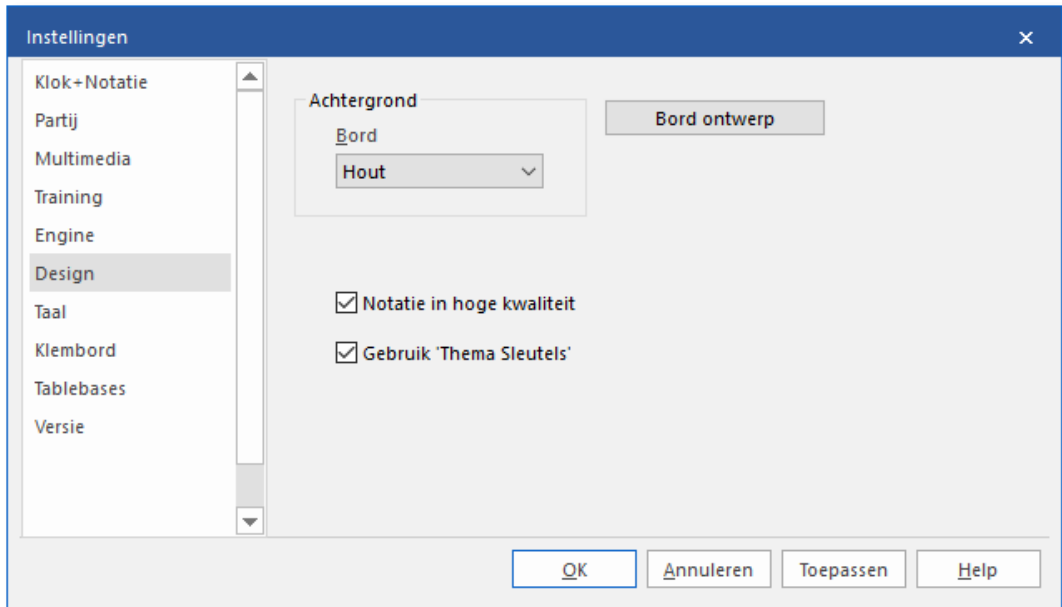 Instellingen
Klok+Notatie
Partij
Multimedia
Training
Engine
Design
Taal
Klembord
Tablebases
Versie
Achtergrond
Bord
Hout
Bord ontwerp
Notatie in hoge kwaliteit
Gebruik 'Thema Sleutels'
OK
Annuleren
Toepassen
Help